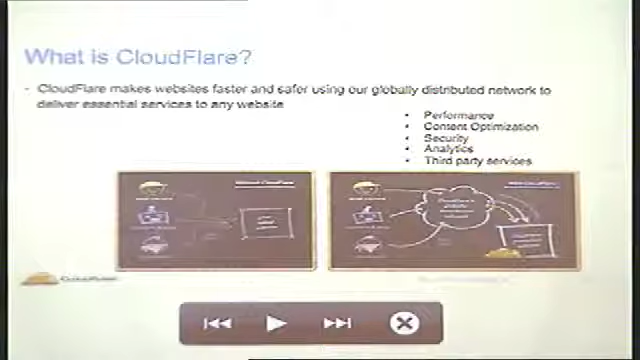 What is CloudFlare?
- CloudFlare makes websites faster and safer using our globally distributed network to
deliver essential services to any website
• Performance
• Content Optimization
• Security
• Analytics
• Third party services
CloudFlare